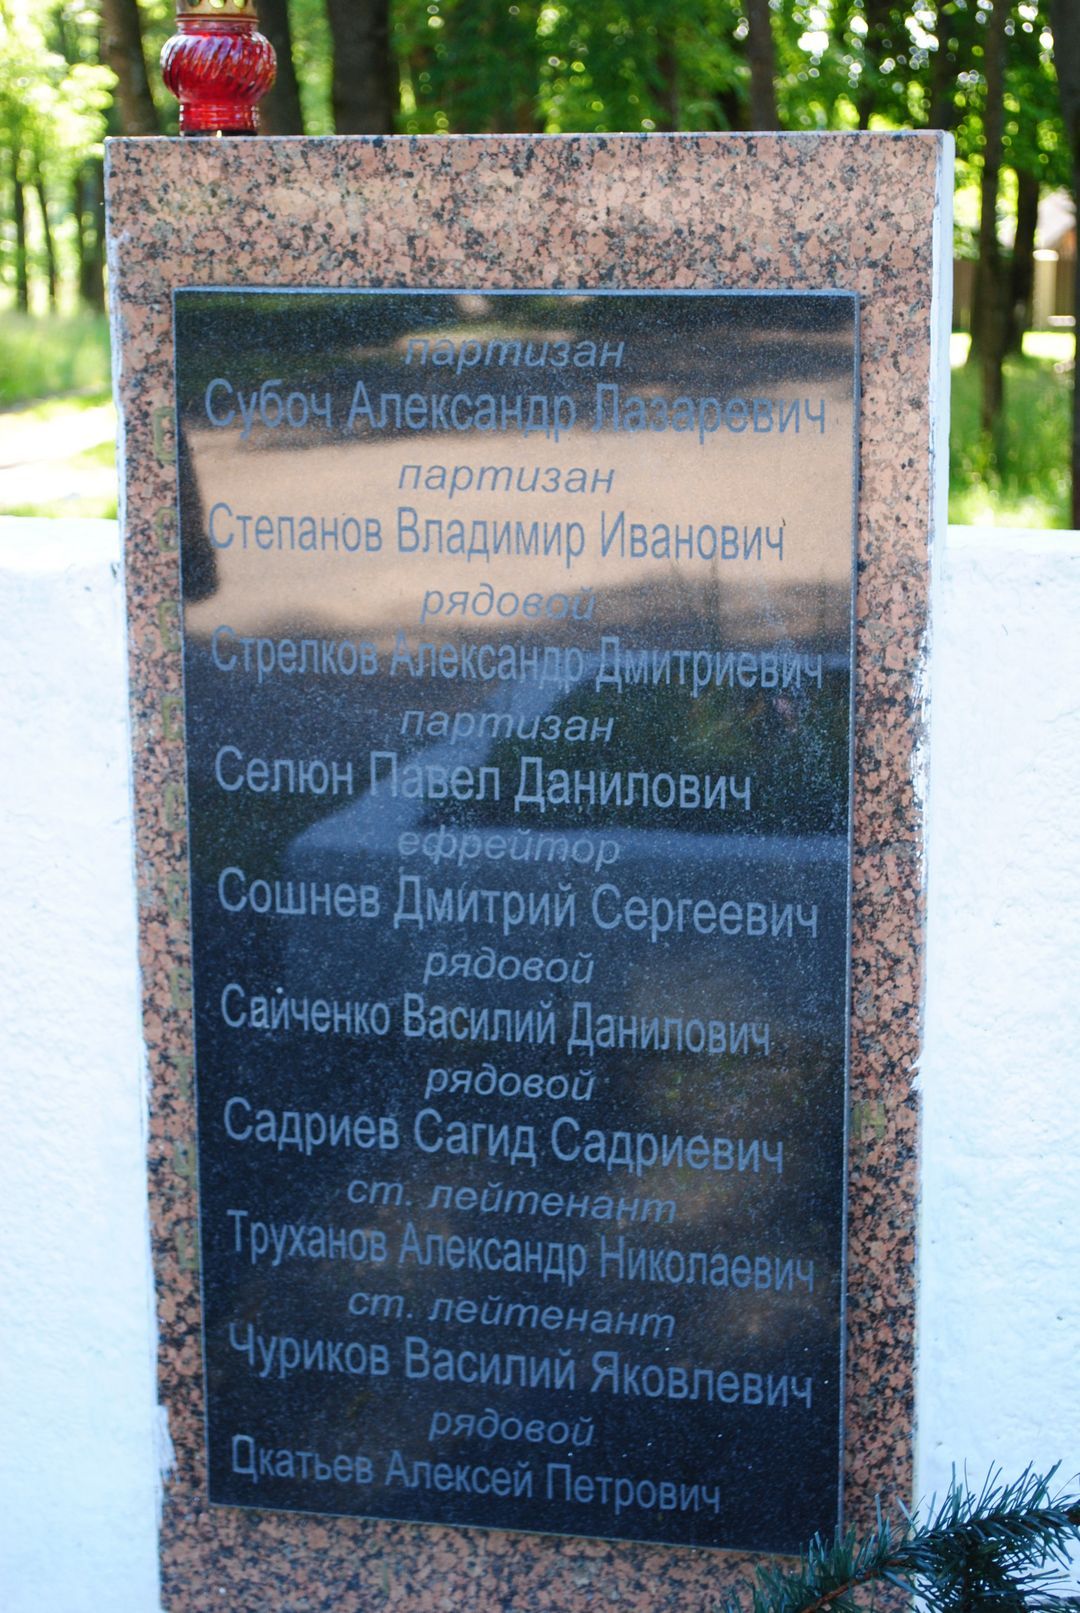 партизан
Субоч Александр Лазаревич
партизан
Степанов Владимир Иванович
рядовой
Стрелков Александр Дмитриевич
партизан
Селюн Павел Данилович
ефрейтор
Сошнев Дмитрий Сергеевич
рядовой
Сайченко Василий Данилович
рядовой
Садриев Сагид Садриевич
ст. лейтенант
Труханов Александр Николаевич
ст. лейтенант
Чуриков Василий Яковлевич
рядовой
Цкатьев Алексей Петрович